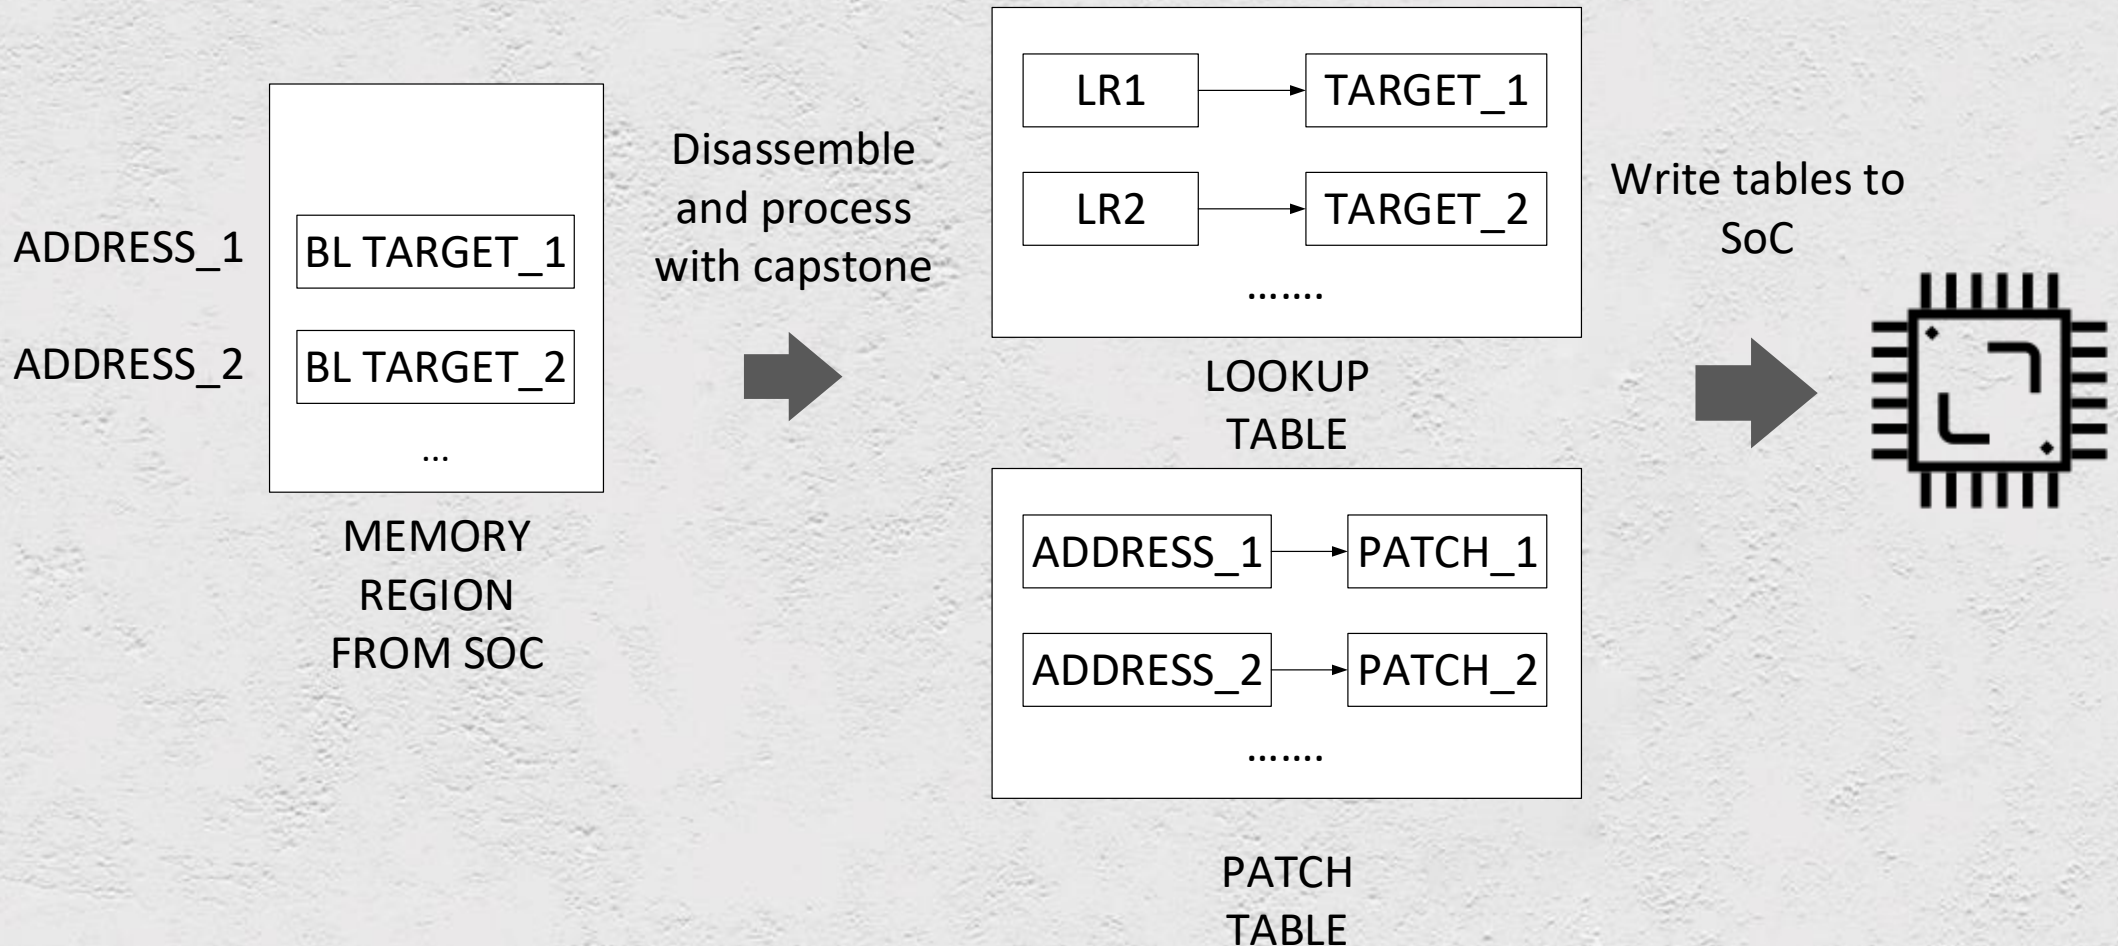 ADDRESS_1
ADDRESS_2
BL TARGET_1
BL TARGET_2
...
MEMORY
REGION
FROM SOC
Disassemble
and process
with capstone
LR1
TARGET_1
LR2
TARGET_2
.......
LOOKUP
TABLE
ADDRESS_1
PATCH_1
ADDRESS_2
PATCH_2
.......
PATCH
TABLE
Write tables to
SoC